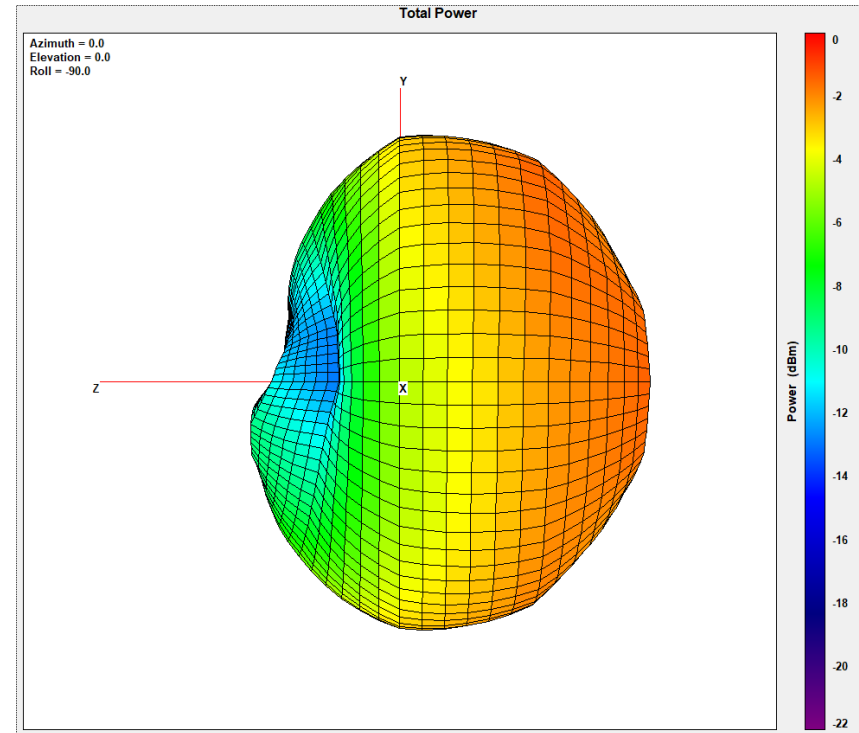 Total Power
Azimuth = 0.0
Elevation = 0.0
Roll = -90.0
Y
Z
X
0
-2
-4
-6
-8
-10
-12
-14
-16
-18
-20
-22
Power (dBm)